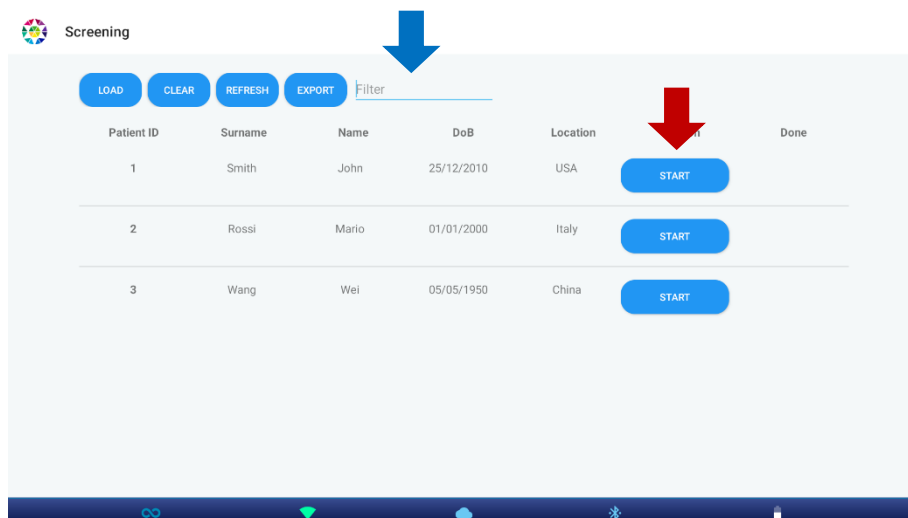 Screening
LOAD CLEAR REFRESH EXPORT Filter
Patient ID Surname Name DoB Location Done
1 Smith John 25/12/2010 USA START
2 Rossi Mario 01/01/2000 Italy START
3 Wang Wei 05/05/1950 China START